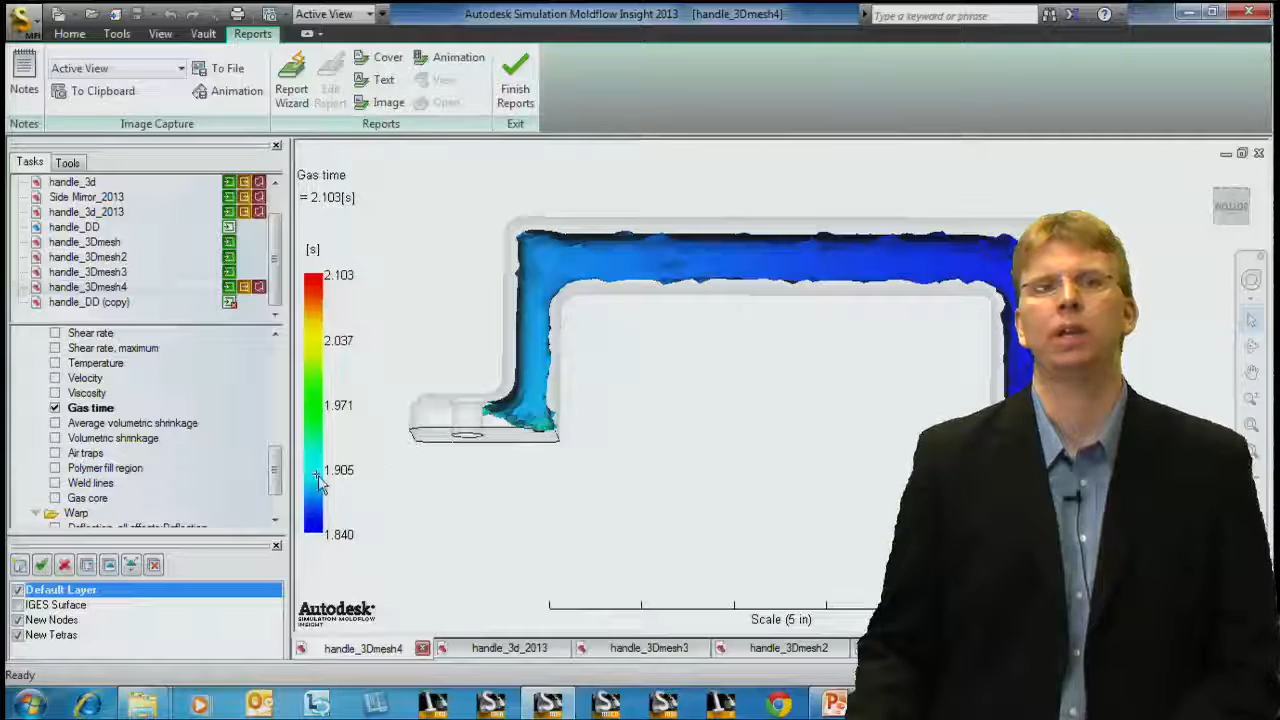 Active View
Autodesk Simulation Moldflow Insight 2013 [handle_3Dmesh4]
Type a keyword or phrase
MFI
Home Tools View Vault Reports
Notes
Active View
To File
To Clipboard
Animation
Report Wizard
Edit Report
Cover
Text
Image
Animation
View
Open
Finish Reports
Notes Image Capture Reports Exit
Tasks Tools
handle_3d
Side Mirror_2013
handle_3d_2013
handle_DD
handle_3Dmesh
handle_3Dmesh2
handle_3Dmesh3
handle_3Dmesh4
handle_DD (copy)
Shear rate
Shear rate, maximum
Temperature
Velocity
Viscosity
Gas time
Average volumetric shrinkage
Volumetric shrinkage
Air traps
Polymer fill region
Weld lines
Gas core
Warp
Deflection, all effects:Deflection
Default Layer
IGES Surface
New Nodes
New Tetras
Gas time
= 2.103[s]
[s]
2.103
2.037
1.971
1.905
1.840
BOTTOM
Autodesk
SIMULATION MOLDFLOW
INSIGHT
Scale (5 in)
handle_3Dmesh4 handle_3d_2013 handle_3Dmesh3 handle_3Dmesh2
Ready